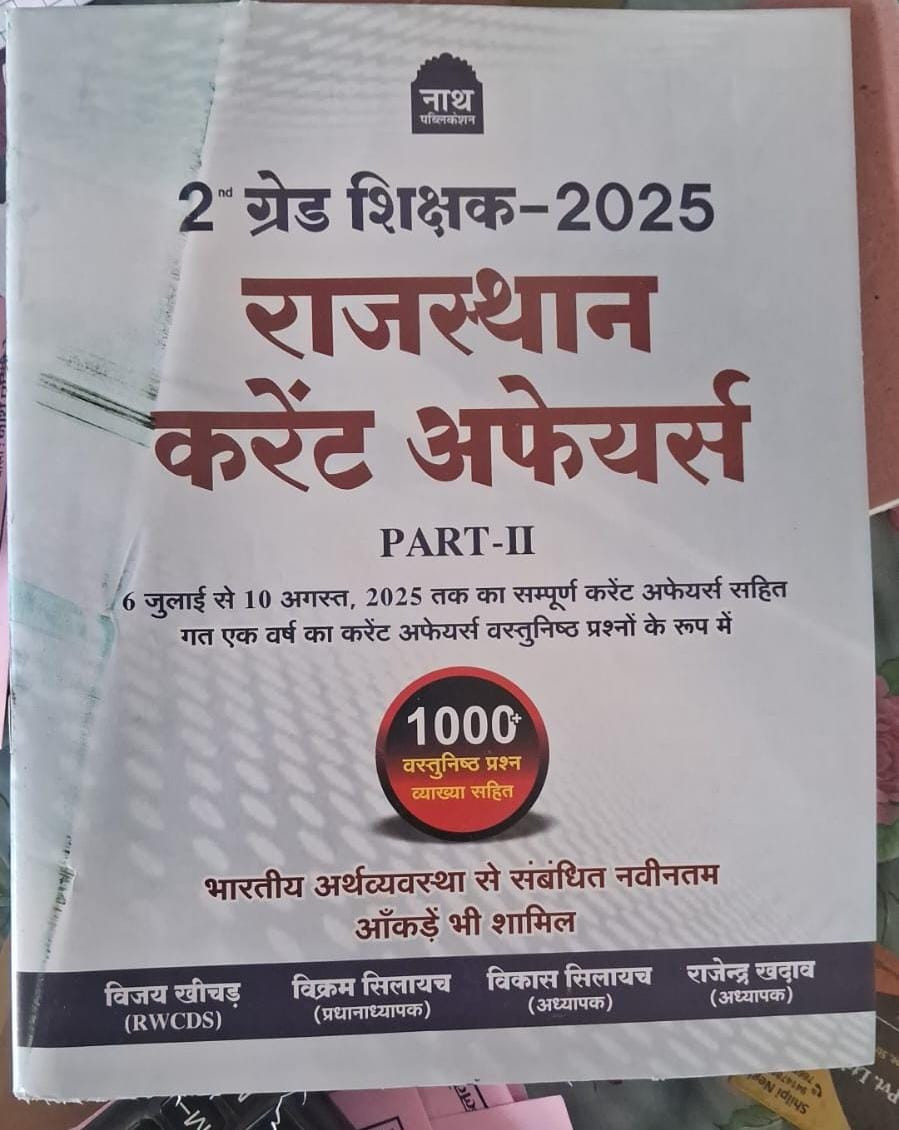 नाथ
पब्लिकेशन
2nd ग्रेड शिक्षक-2025
राजस्थान
करेंट अफेयर्स
PART-II
6 जुलाई से 10 अगस्त, 2025 तक का सम्पूर्ण करेंट अफेयर्स सहित
गत एक वर्ष का करेंट अफेयर्स वस्तुनिष्ठ प्रश्नों के रूप में
1000+
वस्तुनिष्ठ प्रश्न
व्याख्या सहित
भारतीय अर्थव्यवस्था से संबंधित नवीनतम
आँकड़ें भी शामिल
विजय खीचड़ विक्रम सिलायच विकास सिलायच राजेन्द्र खदाव
(RWCDS) (प्रधानाध्यापक) (अध्यापक) (अध्यापक)
Pvt.
Shilpi